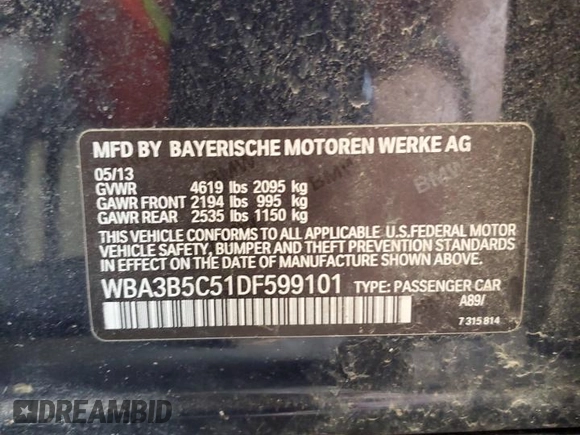 MFD BY BAYERISCHE MOTOREN WERKE AG
05/13
GVWR 4619 lbs 2095 kg
GAWR FRONT 2194 lbs 995 kg
GAWR REAR 2535 lbs 1150 kg
THIS VEHICLE CONFORMS TO ALL APPLICABLE U.S.FEDERAL MOTOR
VEHICLE SAFETY, BUMPER AND THEFT PREVENTION STANDARDS
IN EFFECT ON THE DATE OF MANUFACTURE SHOWN ABOVE.
WBA3B5C51DF599101 TYPE: PASSENGER CAR
A89/
7 315 814
BMW
BMW
BMW
DREAMBID